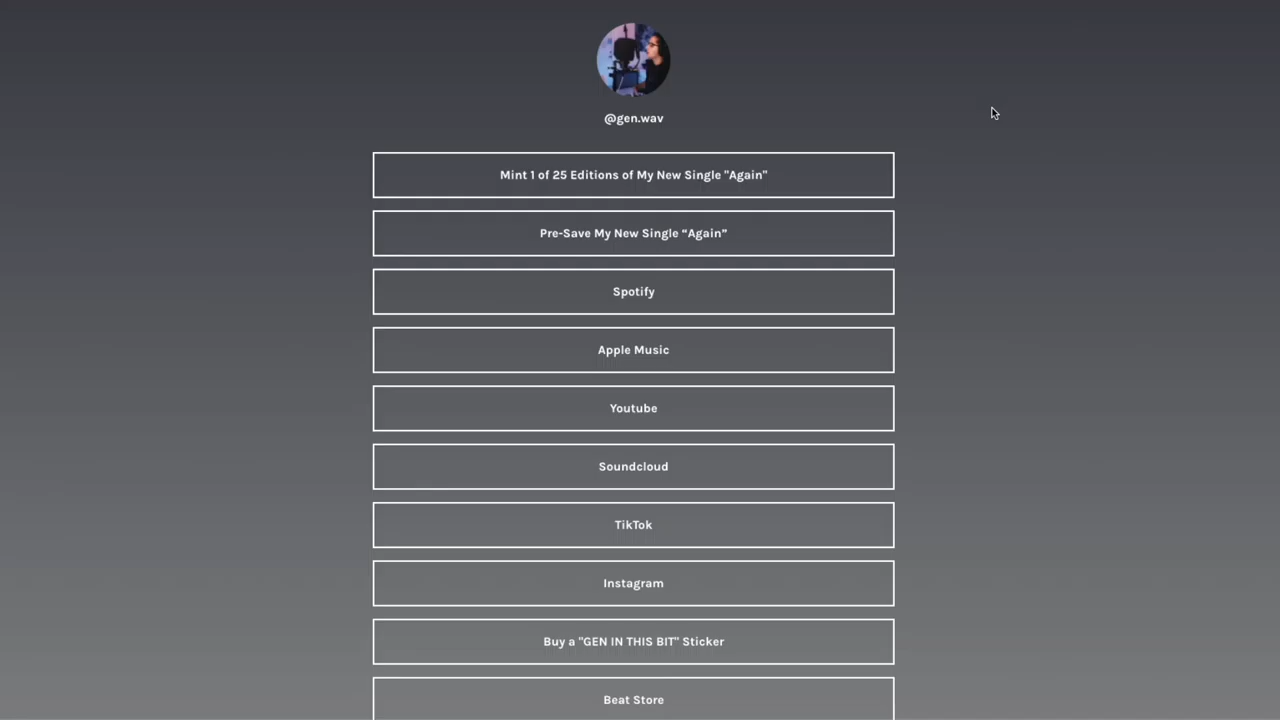 @gen.wav
Mint 1 of 25 Editions of My New Single "Again"
Pre-Save My New Single “Again”
Spotify
Apple Music
Youtube
Soundcloud
TikTok
Instagram
Buy a "GEN IN THIS BIT" Sticker
Beat Store